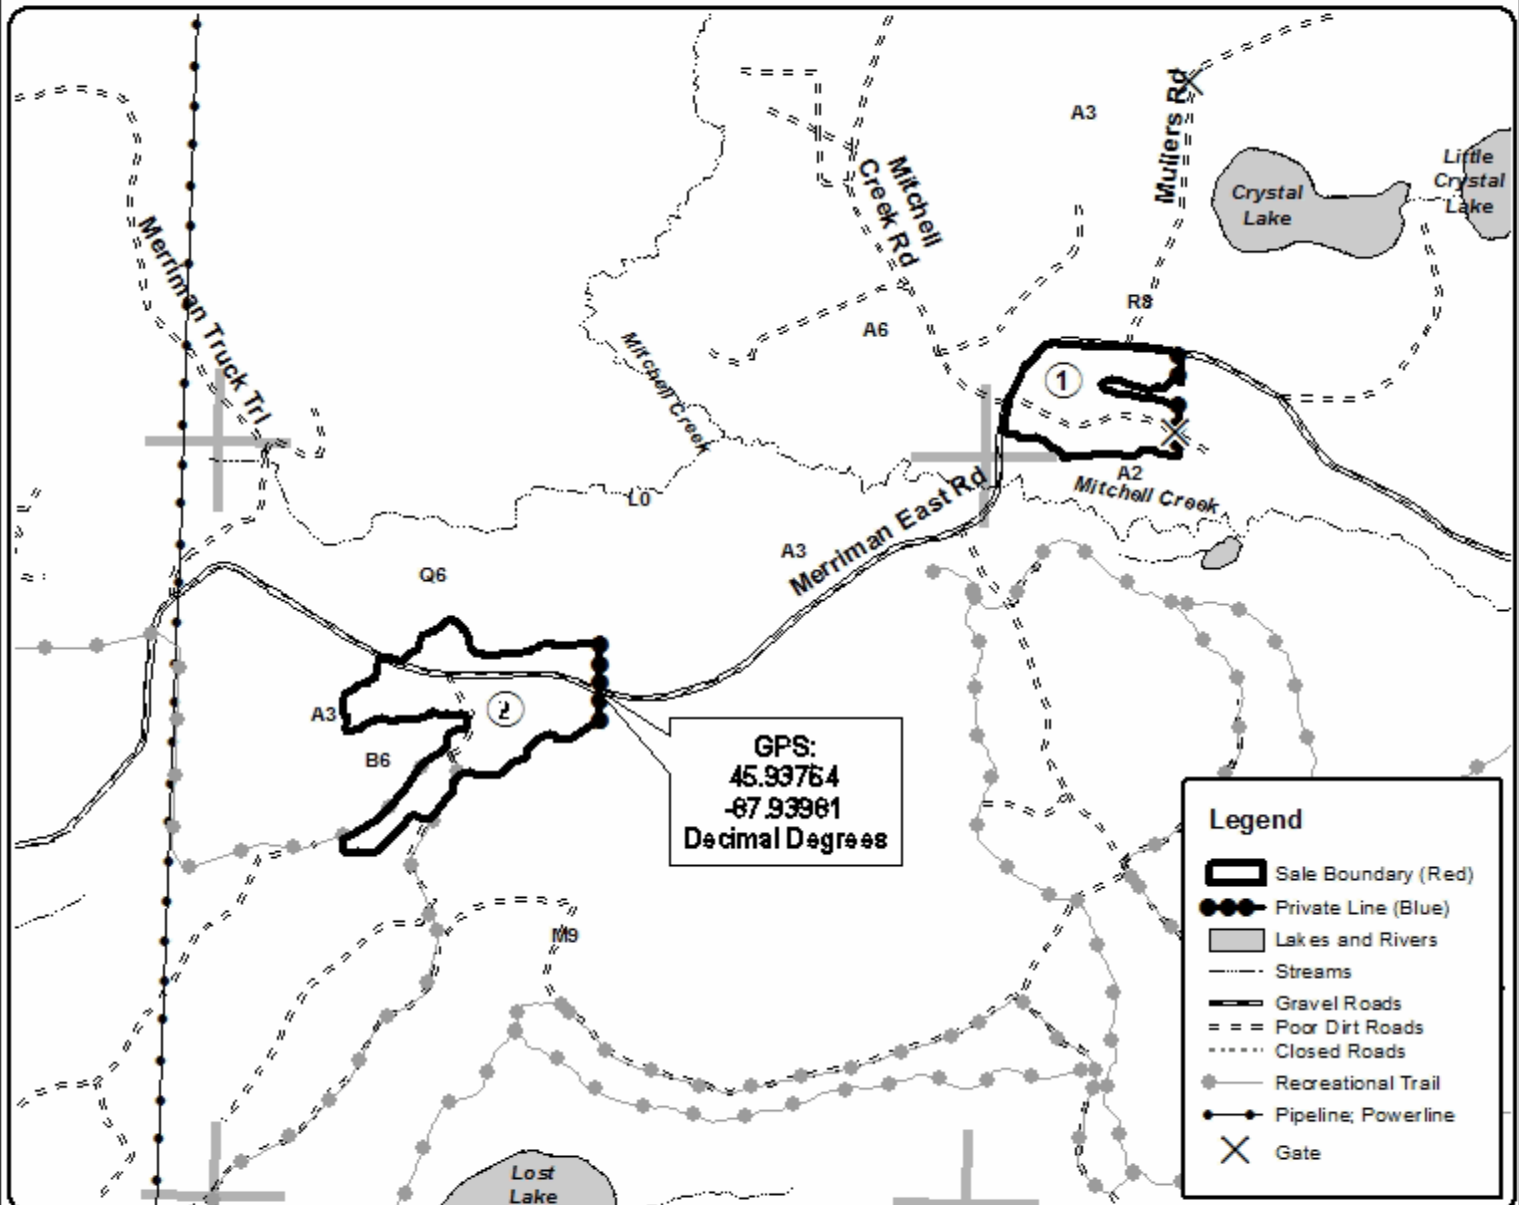 A3
Mullers Rd
Little
Crystal
Lake
Crystal
Lake
Mitchell
Creek Rd
Merriman Truck Trl
R8
A6
Mitchell Creek
1
A2
Mitchell Creek
L0
Merriman East Rd
A3
Q6
A3
2
B6
GPS:
45.93764
-87.93981
Decimal Degrees
M9
Lost
Lake
Legend
Sale Boundary (Red)
Private Line (Blue)
Lakes and Rivers
Streams
Gravel Roads
Poor Dirt Roads
Closed Roads
Recreational Trail
Pipeline; Powerline
Gate